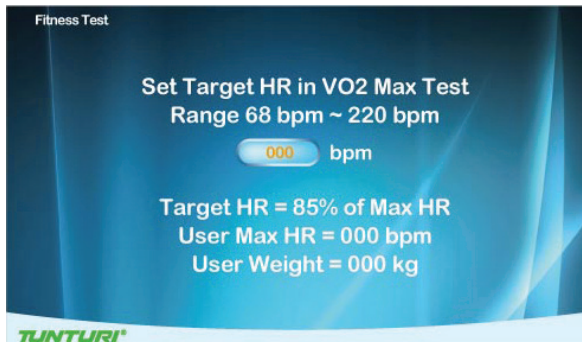 Fitness Test
Set Target HR in VO2 Max Test
Range 68 bpm ~ 220 bpm
000 bpm
Target HR = 85% of Max HR
User Max HR = 000 bpm
User Weight = 000 kg
TUNTURI®